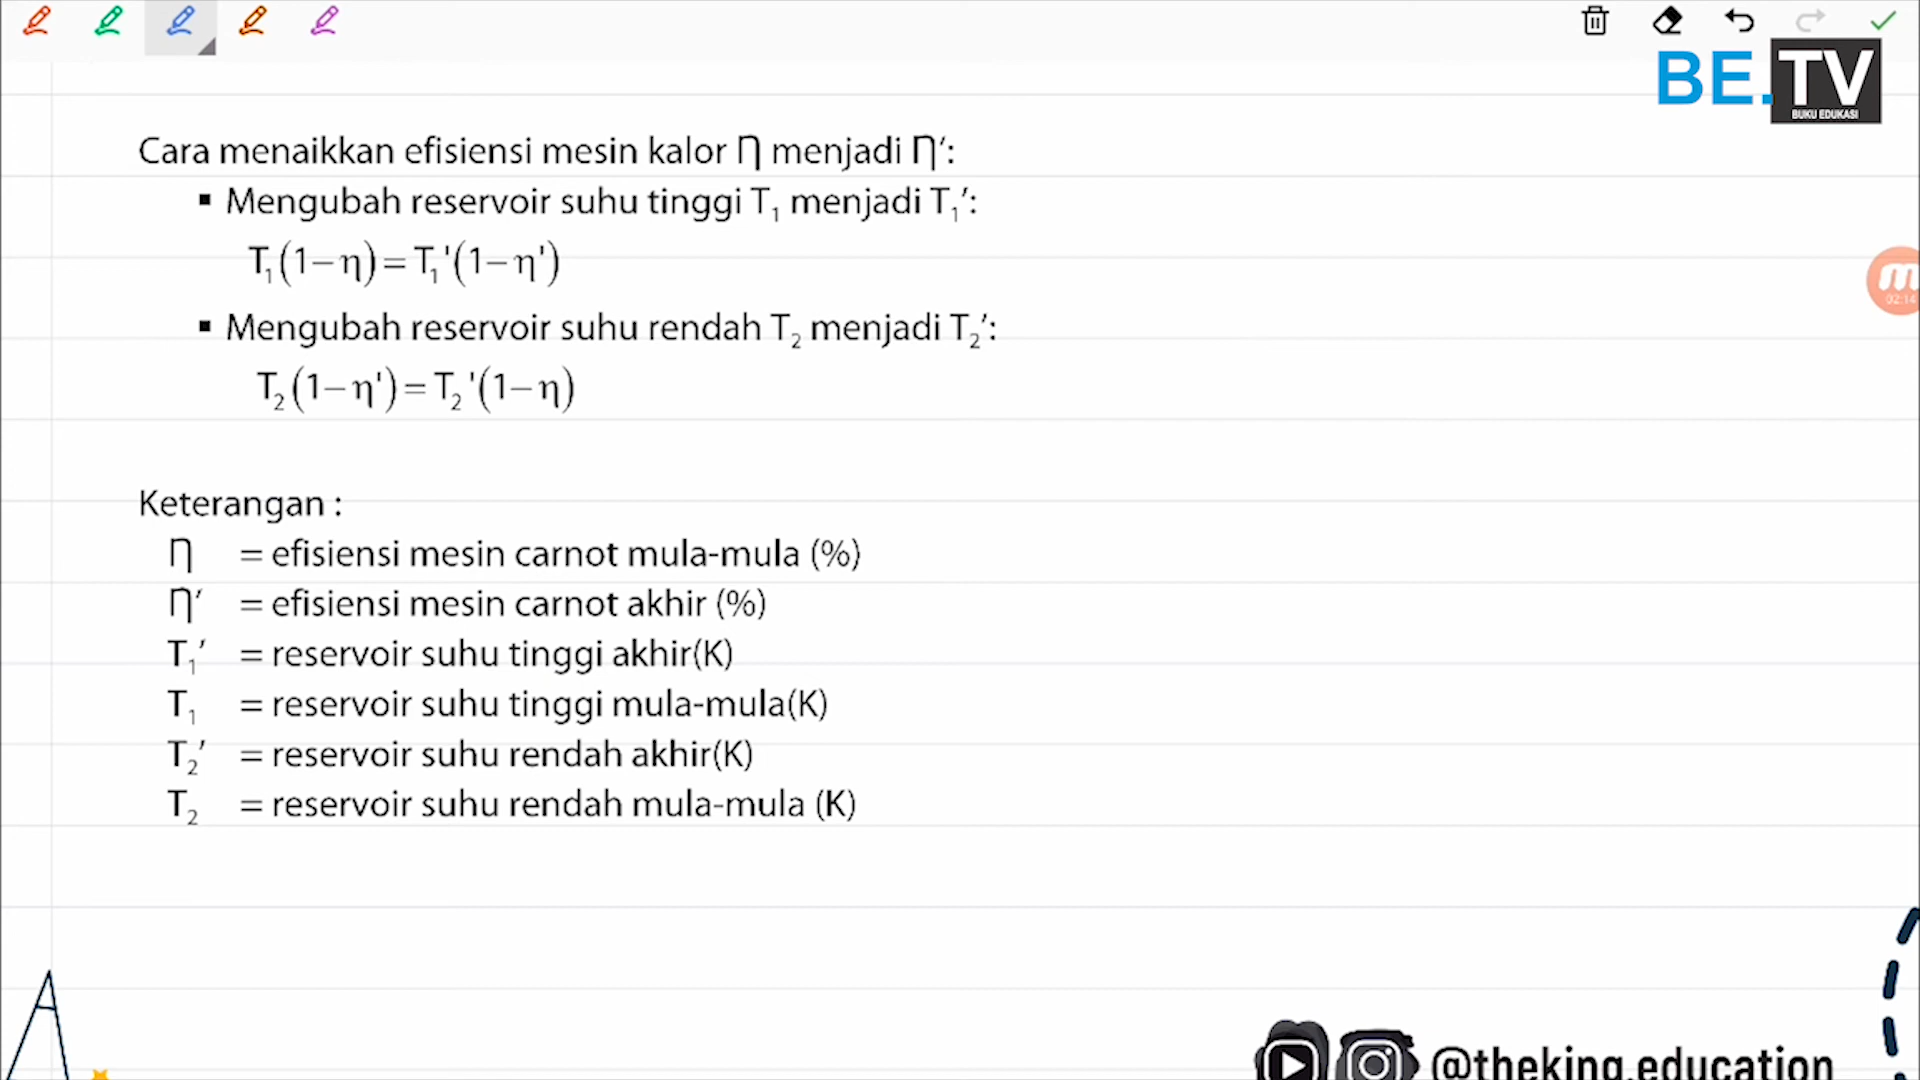 BE.TV
BUKU EDUKASI
Cara menaikkan efisiensi mesin kalor Ƞ menjadi Ƞ′:
▪ Mengubah reservoir suhu tinggi T₁ menjadi T₁′:
T₁(1−η)=T₁'(1−η')
02:14
▪ Mengubah reservoir suhu rendah T₂ menjadi T₂′:
T₂(1−η')=T₂'(1−η)
Keterangan :
Ƞ = efisiensi mesin carnot mula-mula (%)
Ƞ′ = efisiensi mesin carnot akhir (%)
T₁′ = reservoir suhu tinggi akhir(K)
T₁ = reservoir suhu tinggi mula-mula(K)
T₂′ = reservoir suhu rendah akhir(K)
T₂ = reservoir suhu rendah mula-mula (K)
A
@theking.education